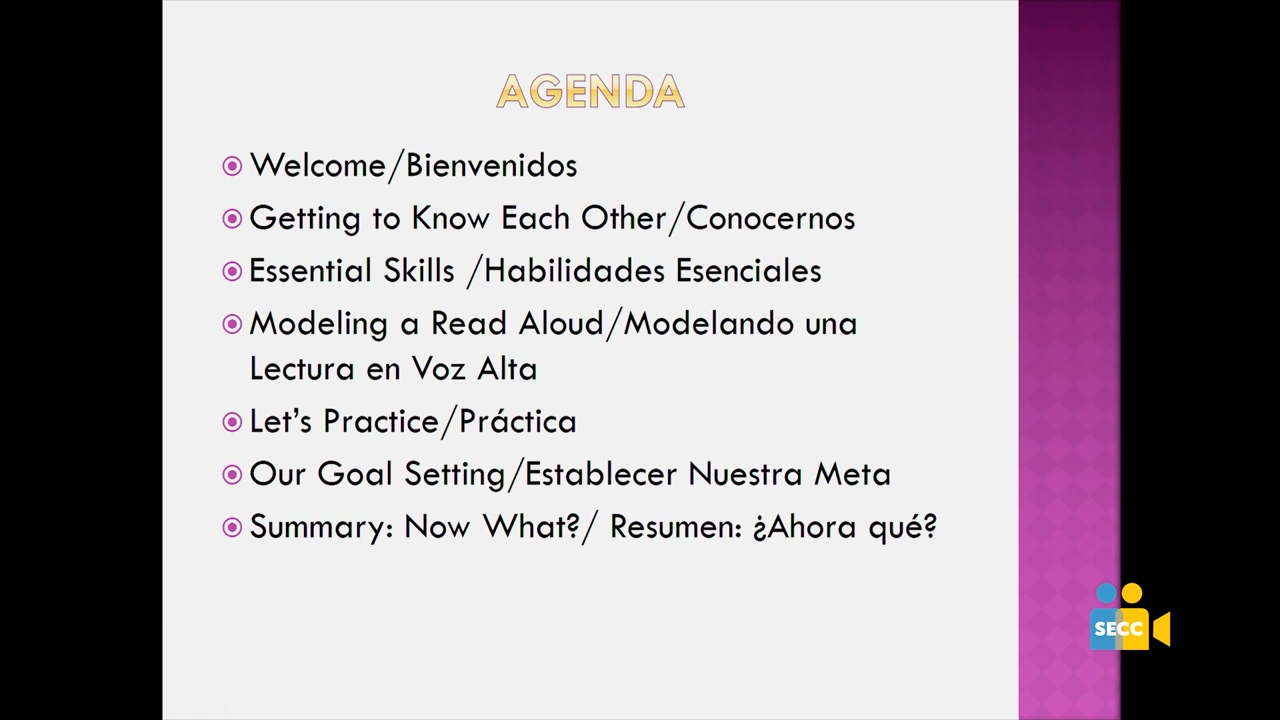 AGENDA
Welcome/Bienvenidos
Getting to Know Each Other/Conocernos
Essential Skills /Habilidades Esenciales
Modeling a Read Aloud/Modelando una
Lectura en Voz Alta
Let’s Practice/Práctica
Our Goal Setting/Establecer Nuestra Meta
Summary: Now What?/ Resumen: ¿Ahora qué?
SECC